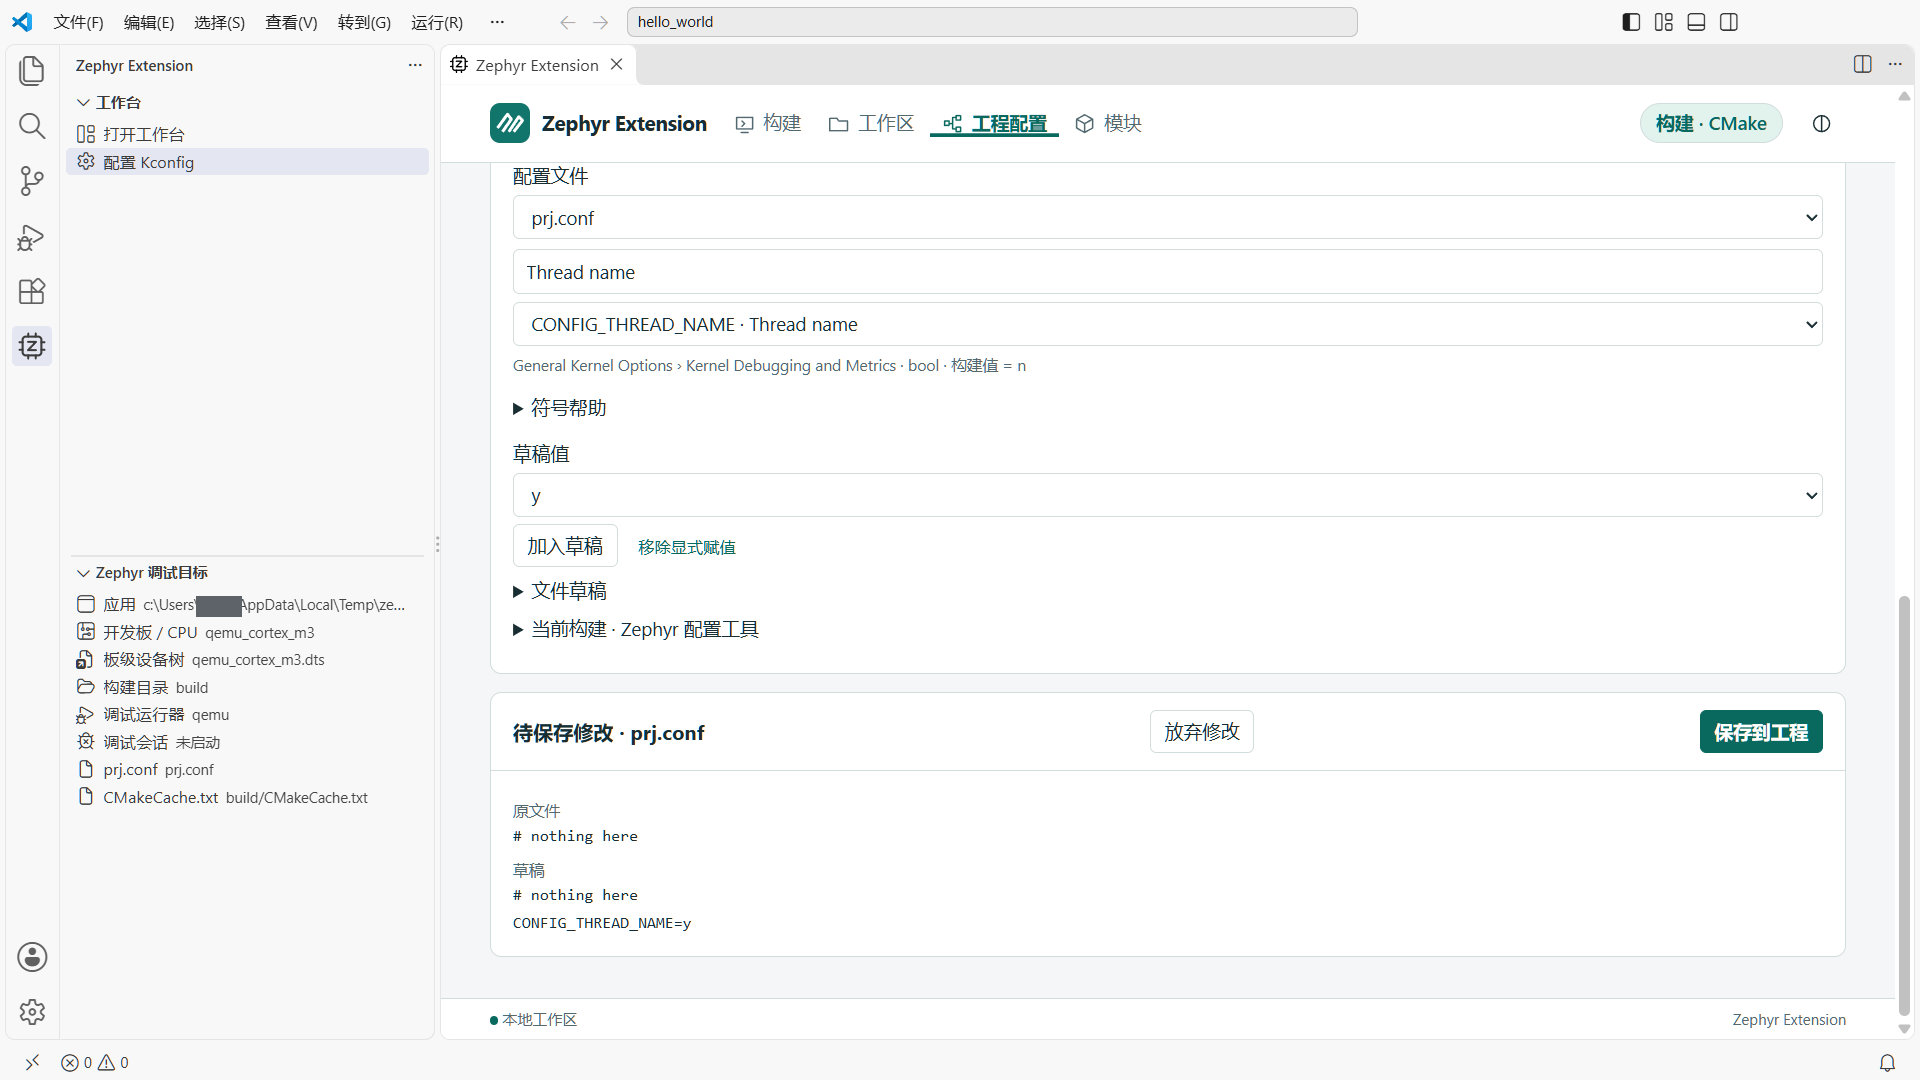 文件(F) 编辑(E) 选择(S) 查看(V) 转到(G) 运行(R) ··· hello_world
Zephyr Extension ···
工作台
打开工作台
配置 Kconfig
Zephyr 调试目标
应用 c:\Users\ AppData\Local\Temp\ze...
开发板 / CPU qemu_cortex_m3
板级设备树 qemu_cortex_m3.dts
构建目录 build
调试运行器 qemu
调试会话 未启动
prj.conf prj.conf
CMakeCache.txt build/CMakeCache.txt
Zephyr Extension
Zephyr Extension 构建 工作区 工程配置 模块 构建 · CMake
配置文件
prj.conf
Thread name
CONFIG_THREAD_NAME · Thread name
General Kernel Options › Kernel Debugging and Metrics · bool · 构建值 = n
符号帮助
草稿值
y
加入草稿 移除显式赋值
文件草稿
当前构建 · Zephyr 配置工具
待保存修改 · prj.conf 放弃修改 保存到工程
原文件
# nothing here
草稿
# nothing here
CONFIG_THREAD_NAME=y
本地工作区 Zephyr Extension
0 0